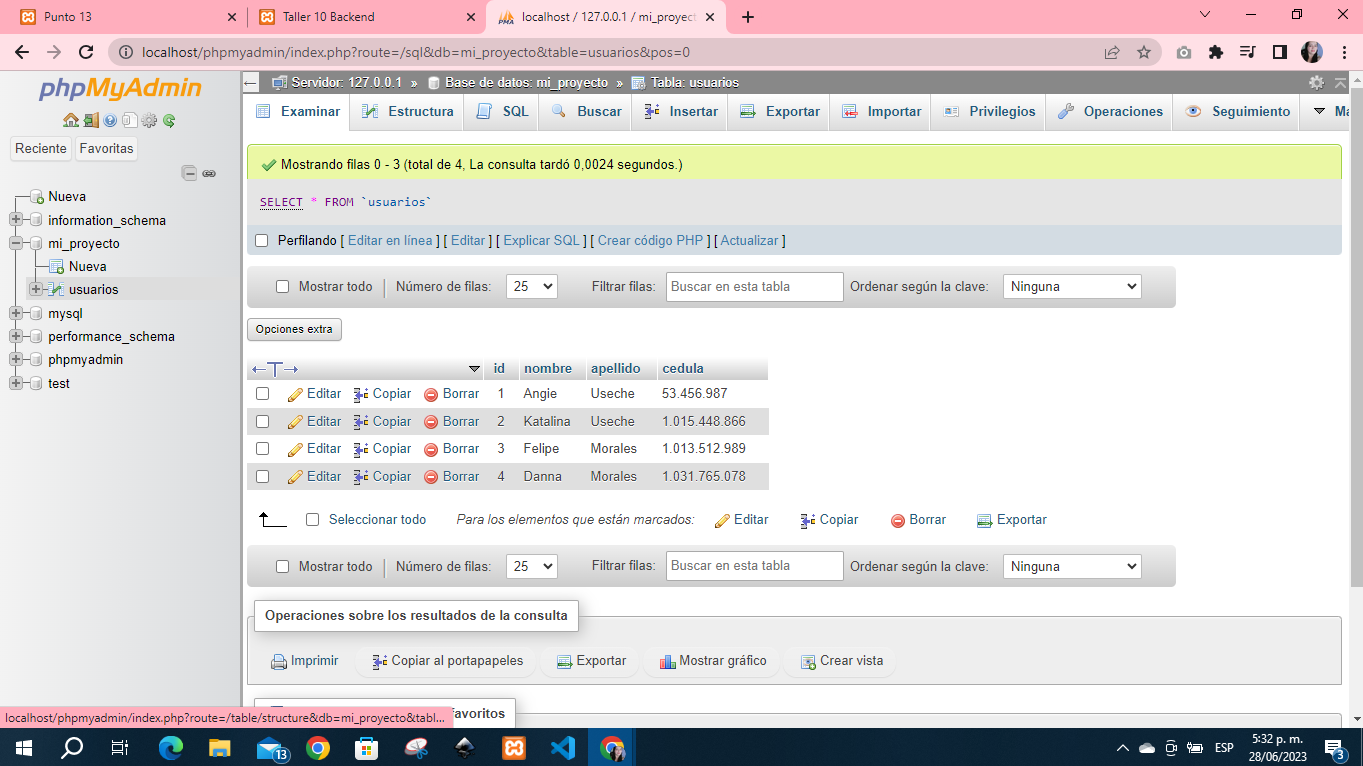 Punto 13
Taller 10 Backend
localhost / 127.0.0.1 / mi_proyect
localhost/phpmyadmin/index.php?route=/sql&db=mi_proyecto&table=usuarios&pos=0
phpMyAdmin
Reciente Favoritas
Nueva
information_schema
mi_proyecto
Nueva
usuarios
mysql
performance_schema
phpmyadmin
test
Servidor: 127.0.0.1 » Base de datos: mi_proyecto » Tabla: usuarios
Examinar Estructura SQL Buscar Insertar Exportar Importar Privilegios Operaciones Seguimiento Ma
Mostrando filas 0 - 3 (total de 4, La consulta tardó 0,0024 segundos.)
SELECT * FROM `usuarios`
Perfilando [ Editar en línea ] [ Editar ] [ Explicar SQL ] [ Crear código PHP ] [ Actualizar ]
Mostrar todo | Número de filas: 25 Filtrar filas: Buscar en esta tabla Ordenar según la clave: Ninguna
Opciones extra
id nombre apellido cedula
Editar Copiar Borrar 1 Angie Useche 53.456.987
Editar Copiar Borrar 2 Katalina Useche 1.015.448.866
Editar Copiar Borrar 3 Felipe Morales 1.013.512.989
Editar Copiar Borrar 4 Danna Morales 1.031.765.078
Seleccionar todo Para los elementos que están marcados: Editar Copiar Borrar Exportar
Mostrar todo | Número de filas: 25 Filtrar filas: Buscar en esta tabla Ordenar según la clave: Ninguna
Operaciones sobre los resultados de la consulta
Imprimir Copiar al portapapeles Exportar Mostrar gráfico Crear vista
favoritos
localhost/phpmyadmin/index.php?route=/table/structure&db=mi_proyecto&tabl...
13
ESP
5:32 p. m.
28/06/2023
3